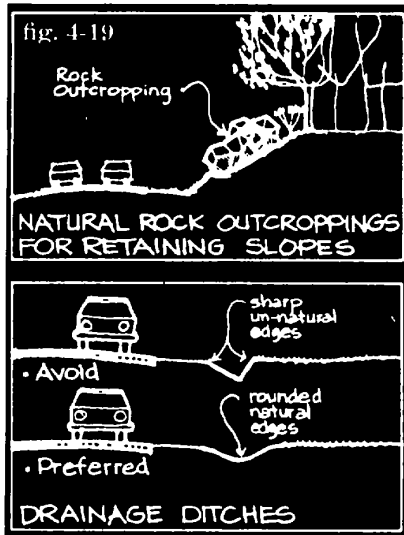 fig. 4-19
Rock
Outcropping
NATURAL ROCK OUTCROPPINGS
FOR RETAINING SLOPES
sharp
un-natural
edges
• Avoid
rounded
natural
edges
• Preferred
DRAINAGE DITCHES